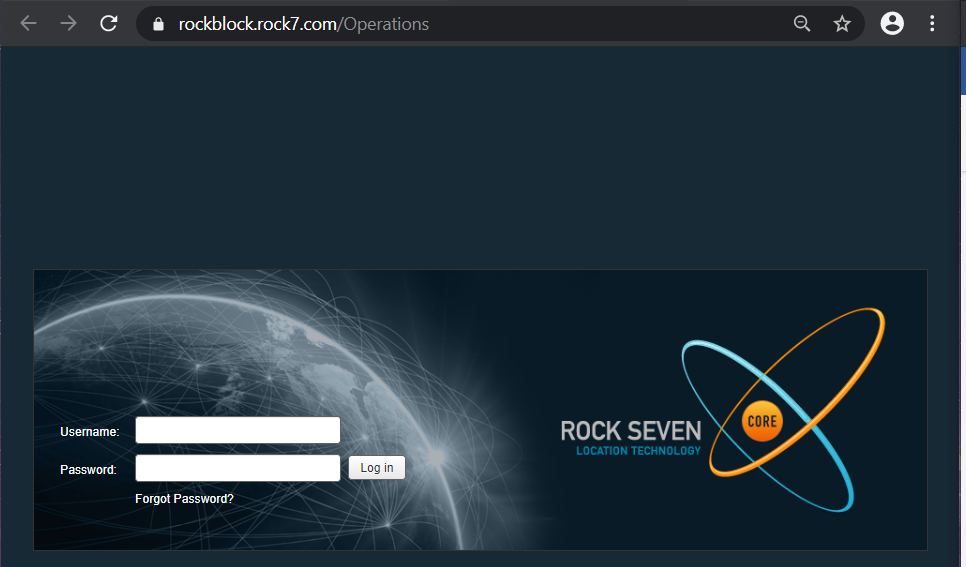 rockblock.rock7.com/Operations
Username:
Password:
Log in
Forgot Password?
ROCK SEVEN
LOCATION TECHNOLOGY
CORE